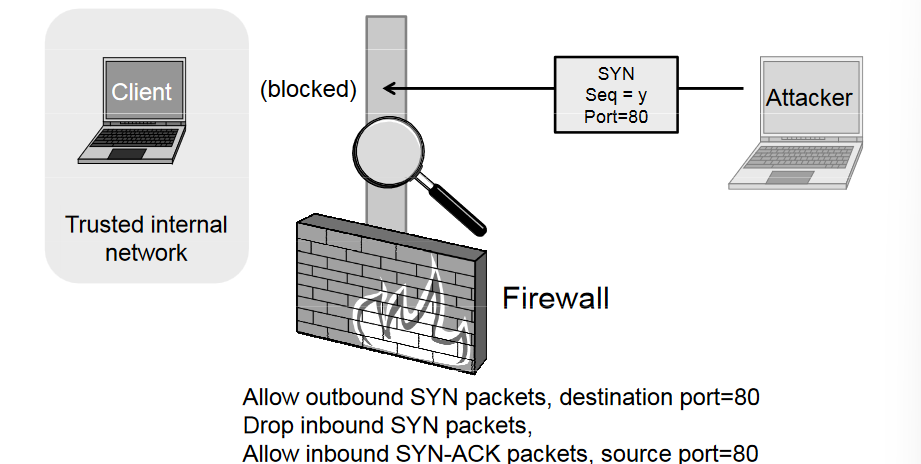 Client
(blocked)
SYN
Seq = y
Port=80
Attacker
Trusted internal
network
Firewall
Allow outbound SYN packets, destination port=80
Drop inbound SYN packets,
Allow inbound SYN-ACK packets, source port=80